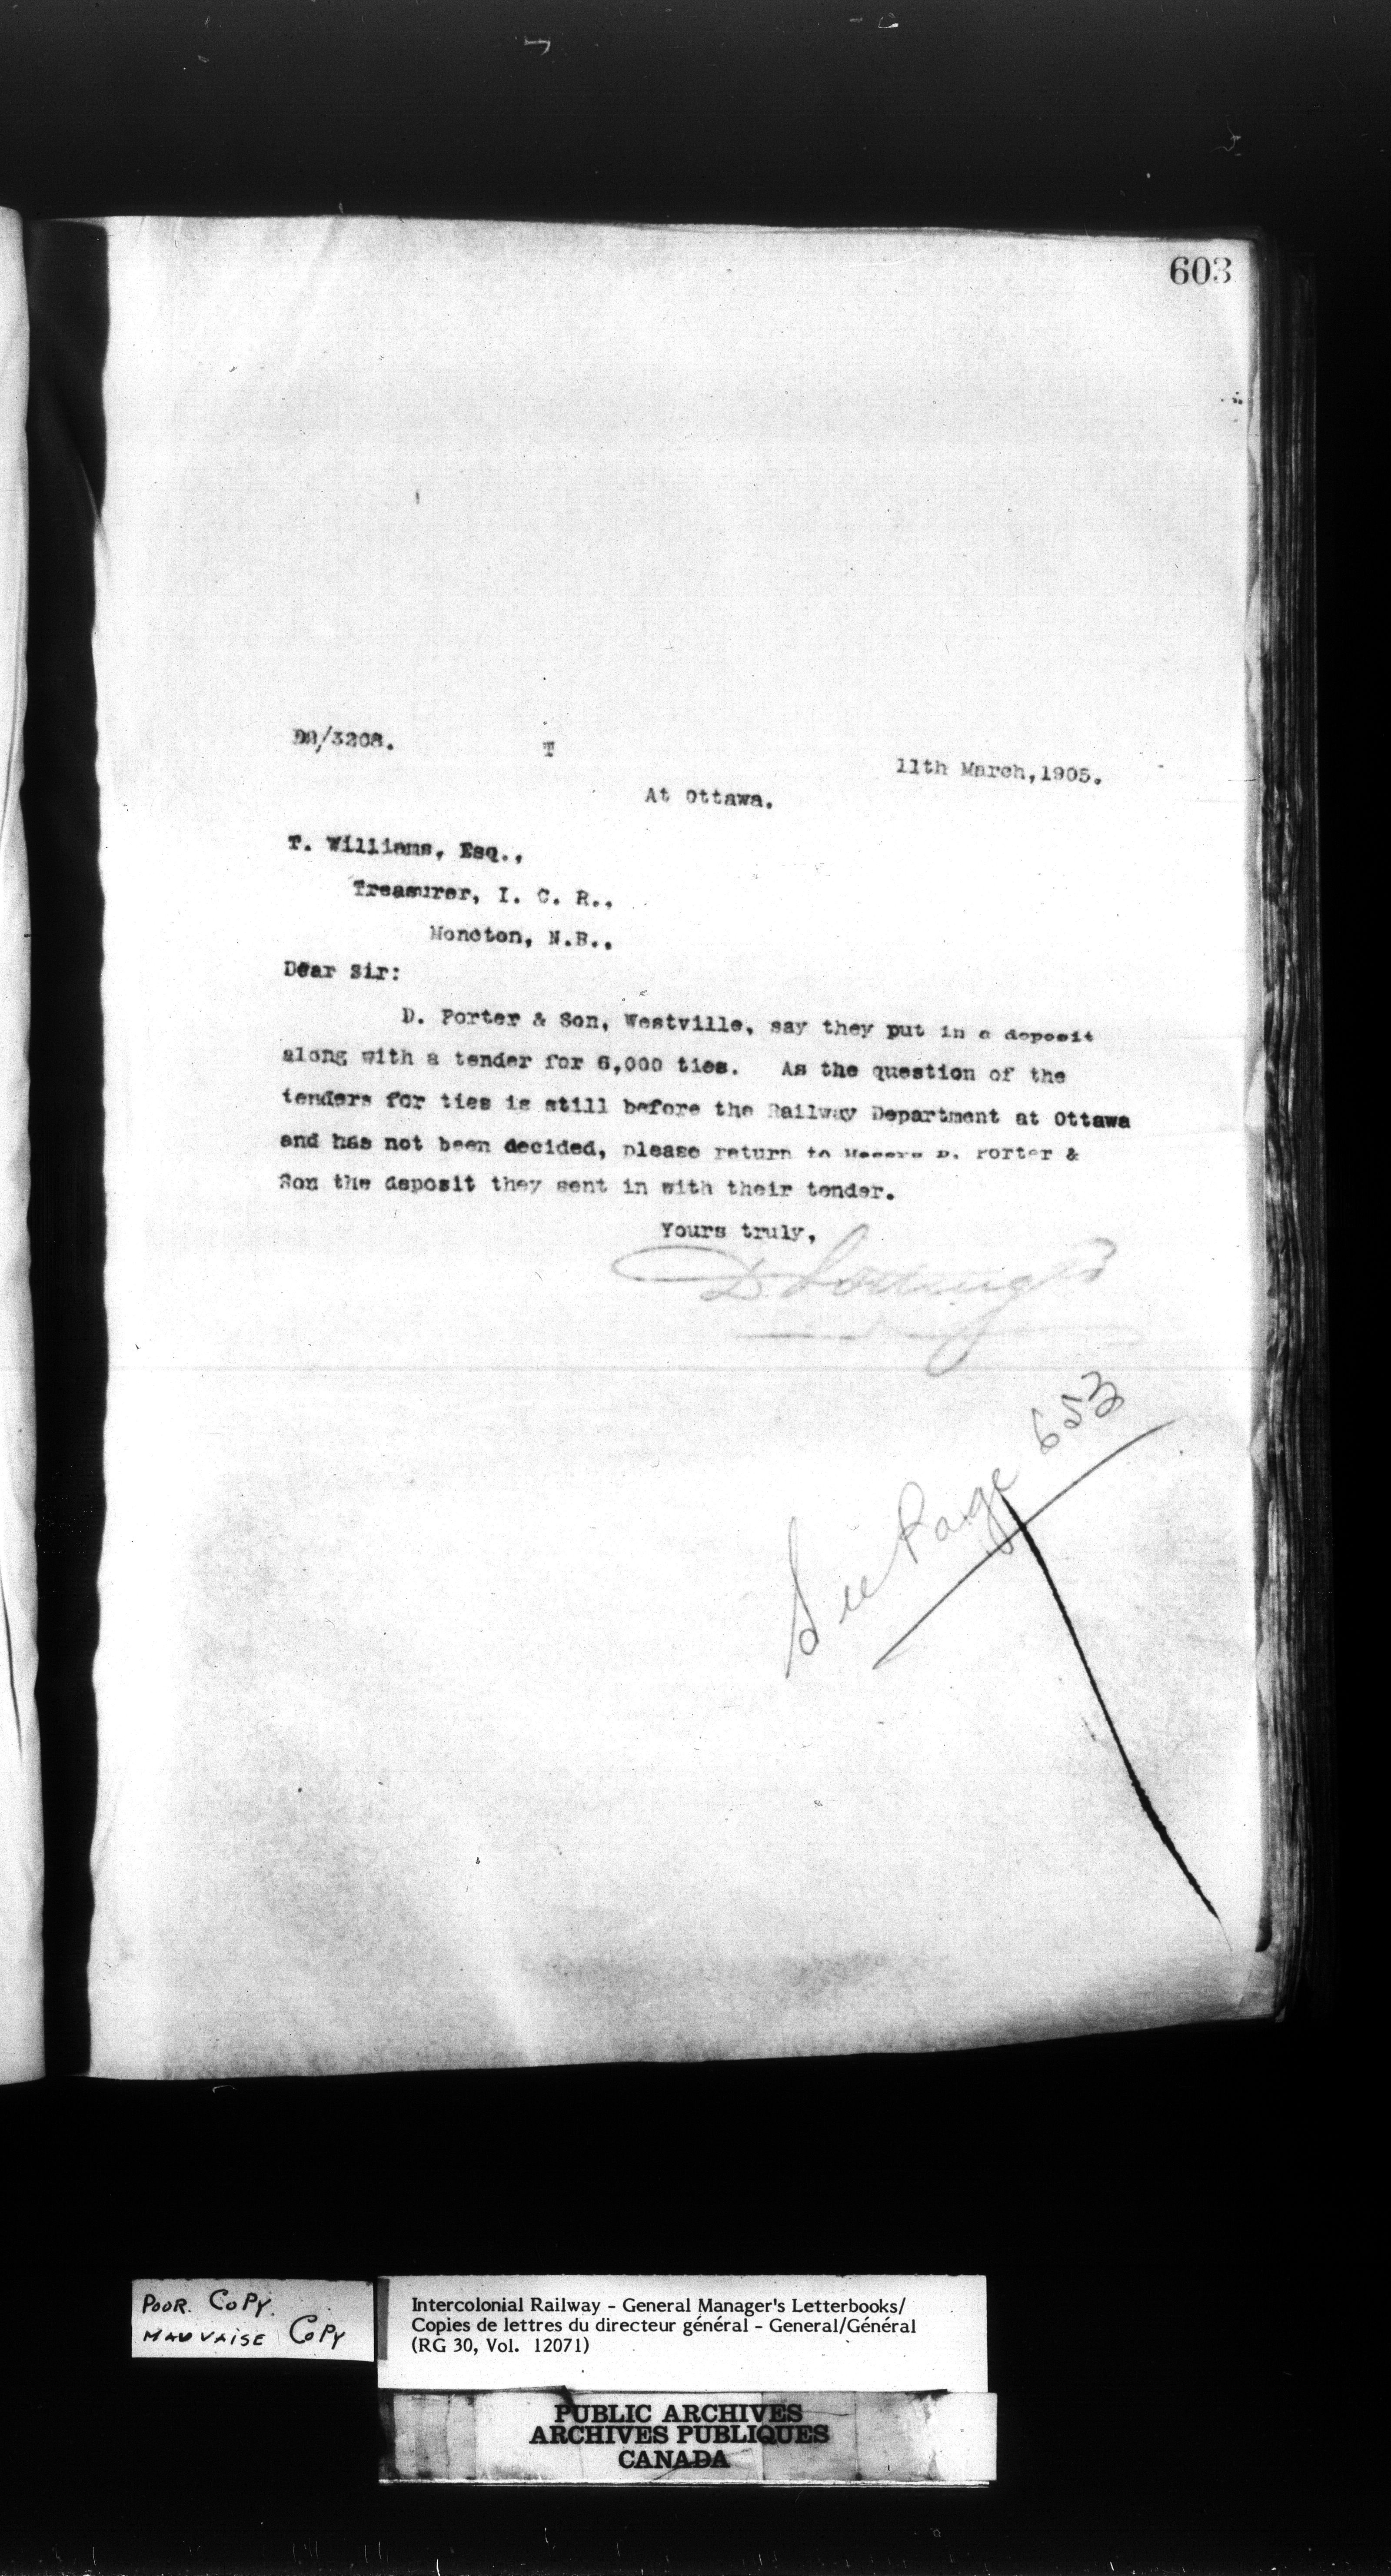 603
D2/3208.
T
11th March,1905.
At Ottawa.
T. Williams, Esq.,
Treasurer, I. C. R.,
Moncton, N.B.,
Dear Sir:
D. Porter & Son, Westville, say they put in a deposit
along with a tender for 6,000 ties. As the question of the
tenders for ties is still before the Railway Department at Ottawa
and has not been decided, please return to Messrs D. Porter &
Son the deposit they sent in with their tender.
Yours truly,
D. Pottinger
See Page 653
POOR COPY.
MAUVAISE COPY
Intercolonial Railway - General Manager's Letterbooks/
Copies de lettres du directeur général - General/Général
(RG 30, Vol. 12071)
PUBLIC ARCHIVES
ARCHIVES PUBLIQUES
CANADA